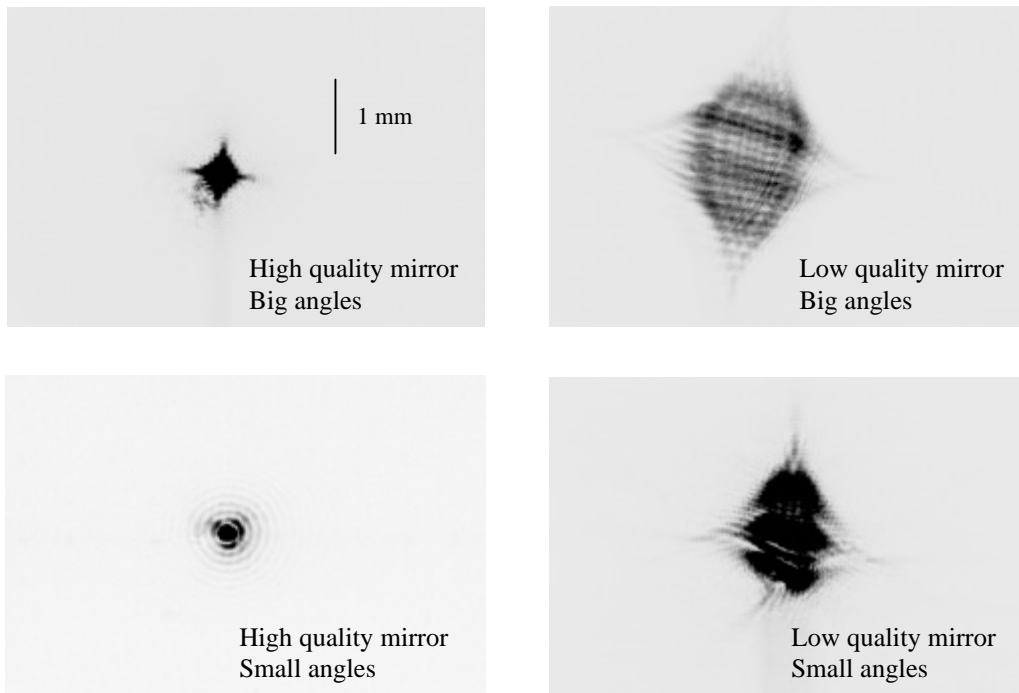 1 mm
High quality mirror
Big angles
Low quality mirror
Big angles
High quality mirror
Small angles
Low quality mirror
Small angles